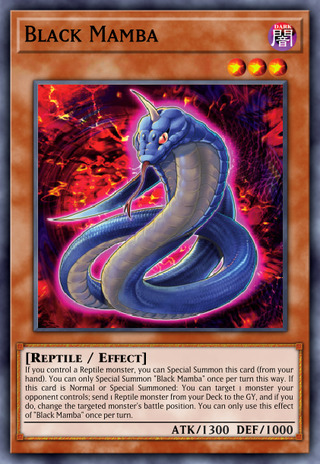 Black Mamba
DARK
闇
[Reptile / Effect]
If you control a Reptile monster, you can Special Summon this card (from your
hand). You can only Special Summon "Black Mamba" once per turn this way. If
this card is Normal or Special Summoned: You can target 1 monster your
opponent controls; send 1 Reptile monster from your Deck to the GY, and if you
do, change the targeted monster's battle position. You can only use this effect
of "Black Mamba" once per turn.
ATK/1300 DEF/1000